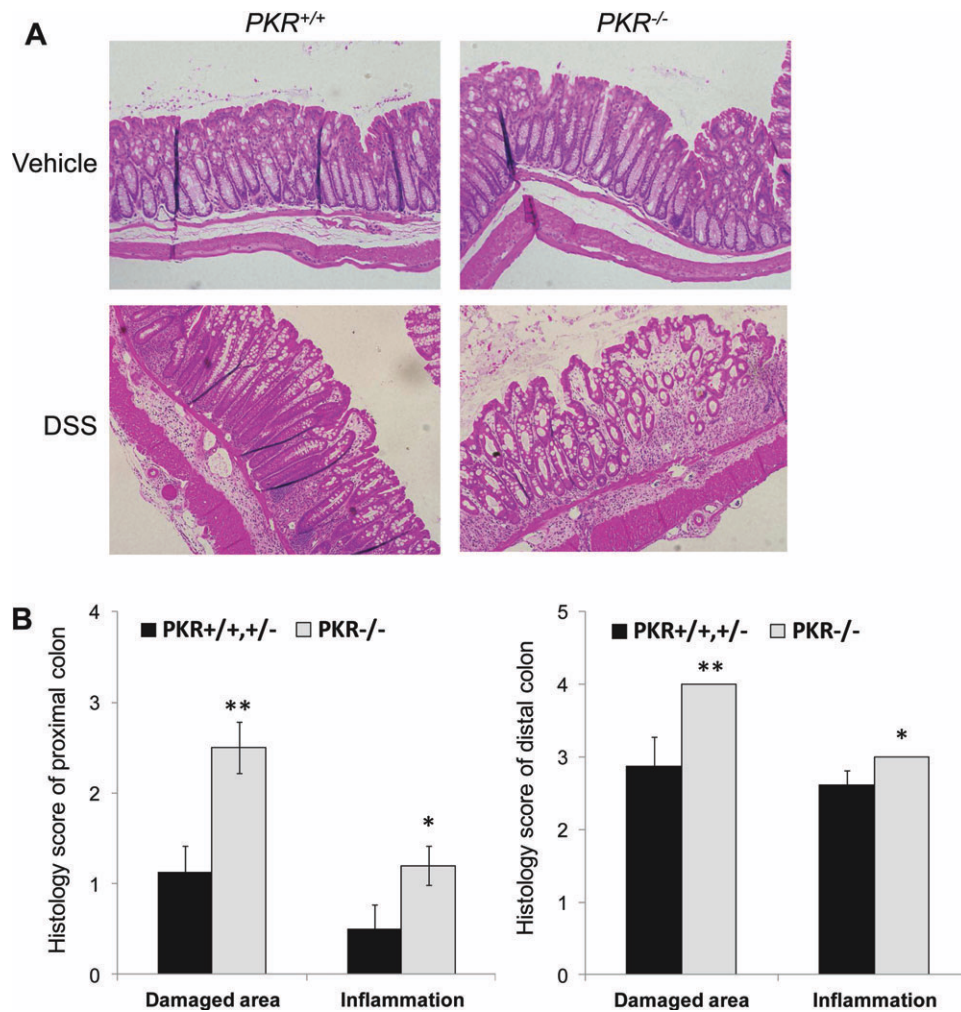 A
PKR+/+
PKR-/-
Vehicle
DSS
B
Histology score of proximal colon
4
3
2
1
0
PKR+/+,+/-
PKR-/-
**
*
Damaged area
Inflammation
Histology score of distal colon
5
4
3
2
1
0
PKR+/+,+/-
PKR-/-
**
*
Damaged area
Inflammation